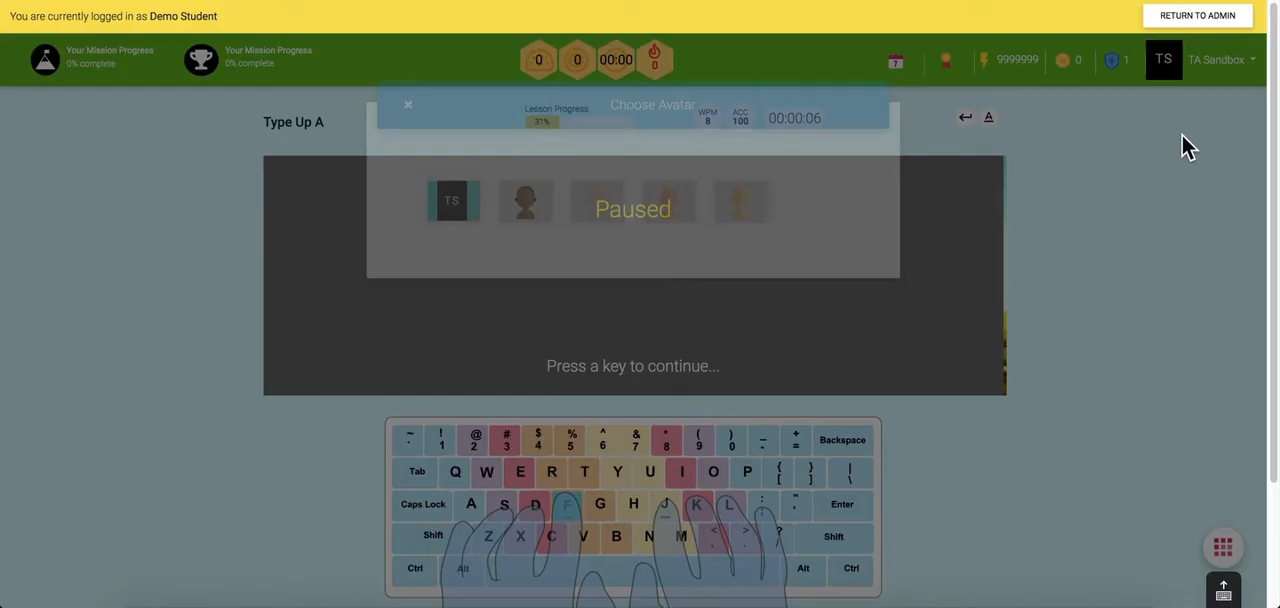 You are currently logged in as Demo Student
RETURN TO ADMIN
Your Mission Progress
0% complete
Your Mission Progress
0% complete
0
0
00:00
0
7
9999999
0
1
TS
TA Sandbox
Type Up A
× Choose Avatar
Lesson Progress
31%
WPM
8
ACC
100
00:00:06
A
TS
Paused
Press a key to continue...
~ ! @ # $ % ^ & * ( ) _ +
` 1 2 3 4 5 6 7 8 9 0 - = Backspace
Tab Q W E R T Y U I O P { [ } ] | \
Caps Lock A S D F G H J K L : ; " ' Enter
Shift Z X C V B N M < , > . ? / Shift
Ctrl Alt Alt Ctrl